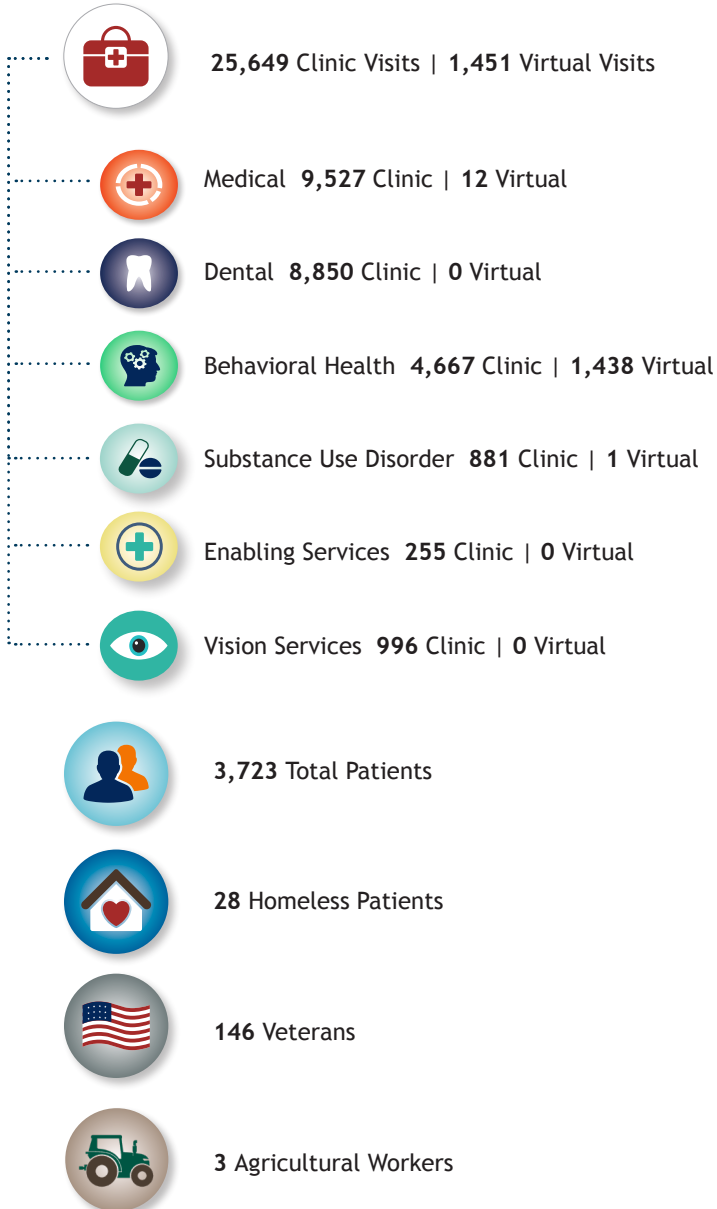 25,649 Clinic Visits | 1,451 Virtual Visits
Medical 9,527 Clinic | 12 Virtual
Dental 8,850 Clinic | 0 Virtual
Behavioral Health 4,667 Clinic | 1,438 Virtual
Substance Use Disorder 881 Clinic | 1 Virtual
Enabling Services 255 Clinic | 0 Virtual
Vision Services 996 Clinic | 0 Virtual
3,723 Total Patients
28 Homeless Patients
146 Veterans
3 Agricultural Workers